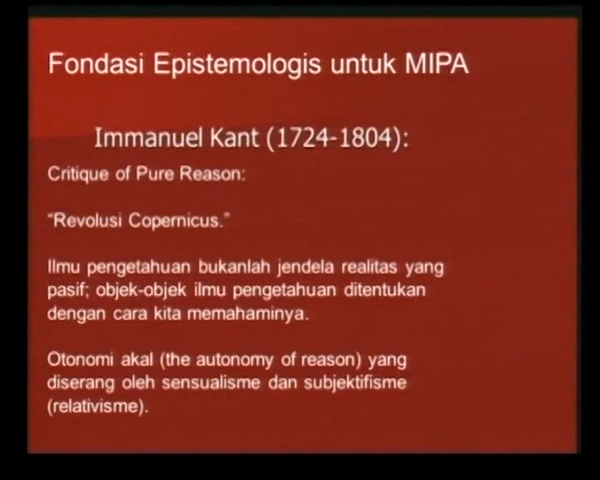 Fondasi Epistemologis untuk MIPA
Immanuel Kant (1724-1804):
Critique of Pure Reason:
“Revolusi Copernicus.”
Ilmu pengetahuan bukanlah jendela realitas yang
pasif; objek-objek ilmu pengetahuan ditentukan
dengan cara kita memahaminya.
Otonomi akal (the autonomy of reason) yang
diserang oleh sensualisme dan subjektifisme
(relativisme).